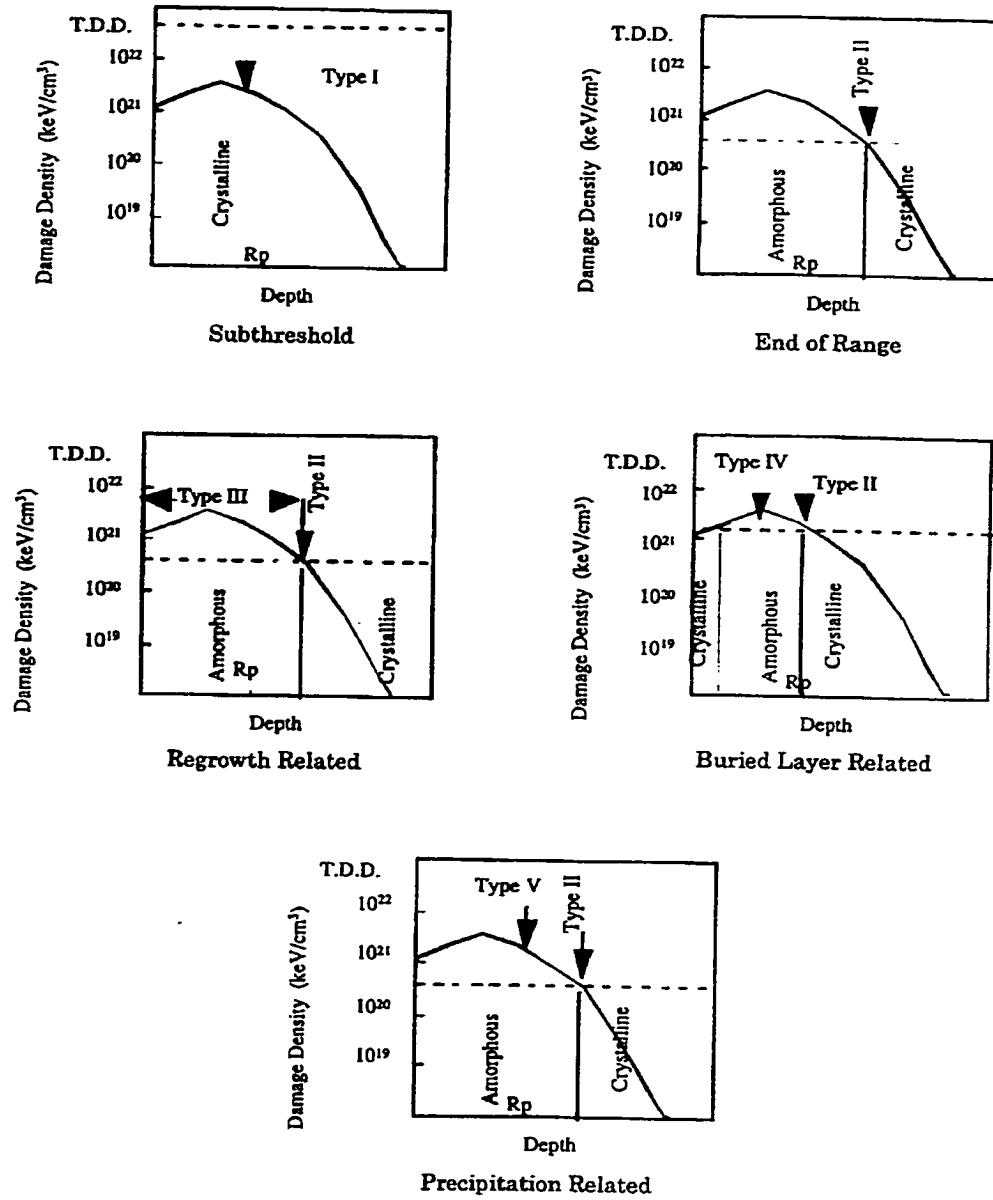 T.D.D.
10²²
10²¹
10²⁰
10¹⁹
Damage Density (keV/cm³)
Type I
Crystalline
Rp
Depth
Subthreshold
T.D.D.
10²²
10²¹
10²⁰
10¹⁹
Damage Density (keV/cm³)
Type II
Amorphous
Crystalline
Rp
Depth
End of Range
T.D.D.
10²²
10²¹
10²⁰
10¹⁹
Damage Density (keV/cm³)
Type III
Type II
Amorphous
Crystalline
Rp
Depth
Regrowth Related
T.D.D.
10²²
10²¹
10²⁰
10¹⁹
Damage Density (keV/cm³)
Type IV
Type II
Crystalline
Amorphous
Crystalline
Rp
Depth
Buried Layer Related
T.D.D.
10²²
10²¹
10²⁰
10¹⁹
Damage Density (keV/cm³)
Type V
Type II
Amorphous
Crystalline
Rp
Depth
Precipitation Related